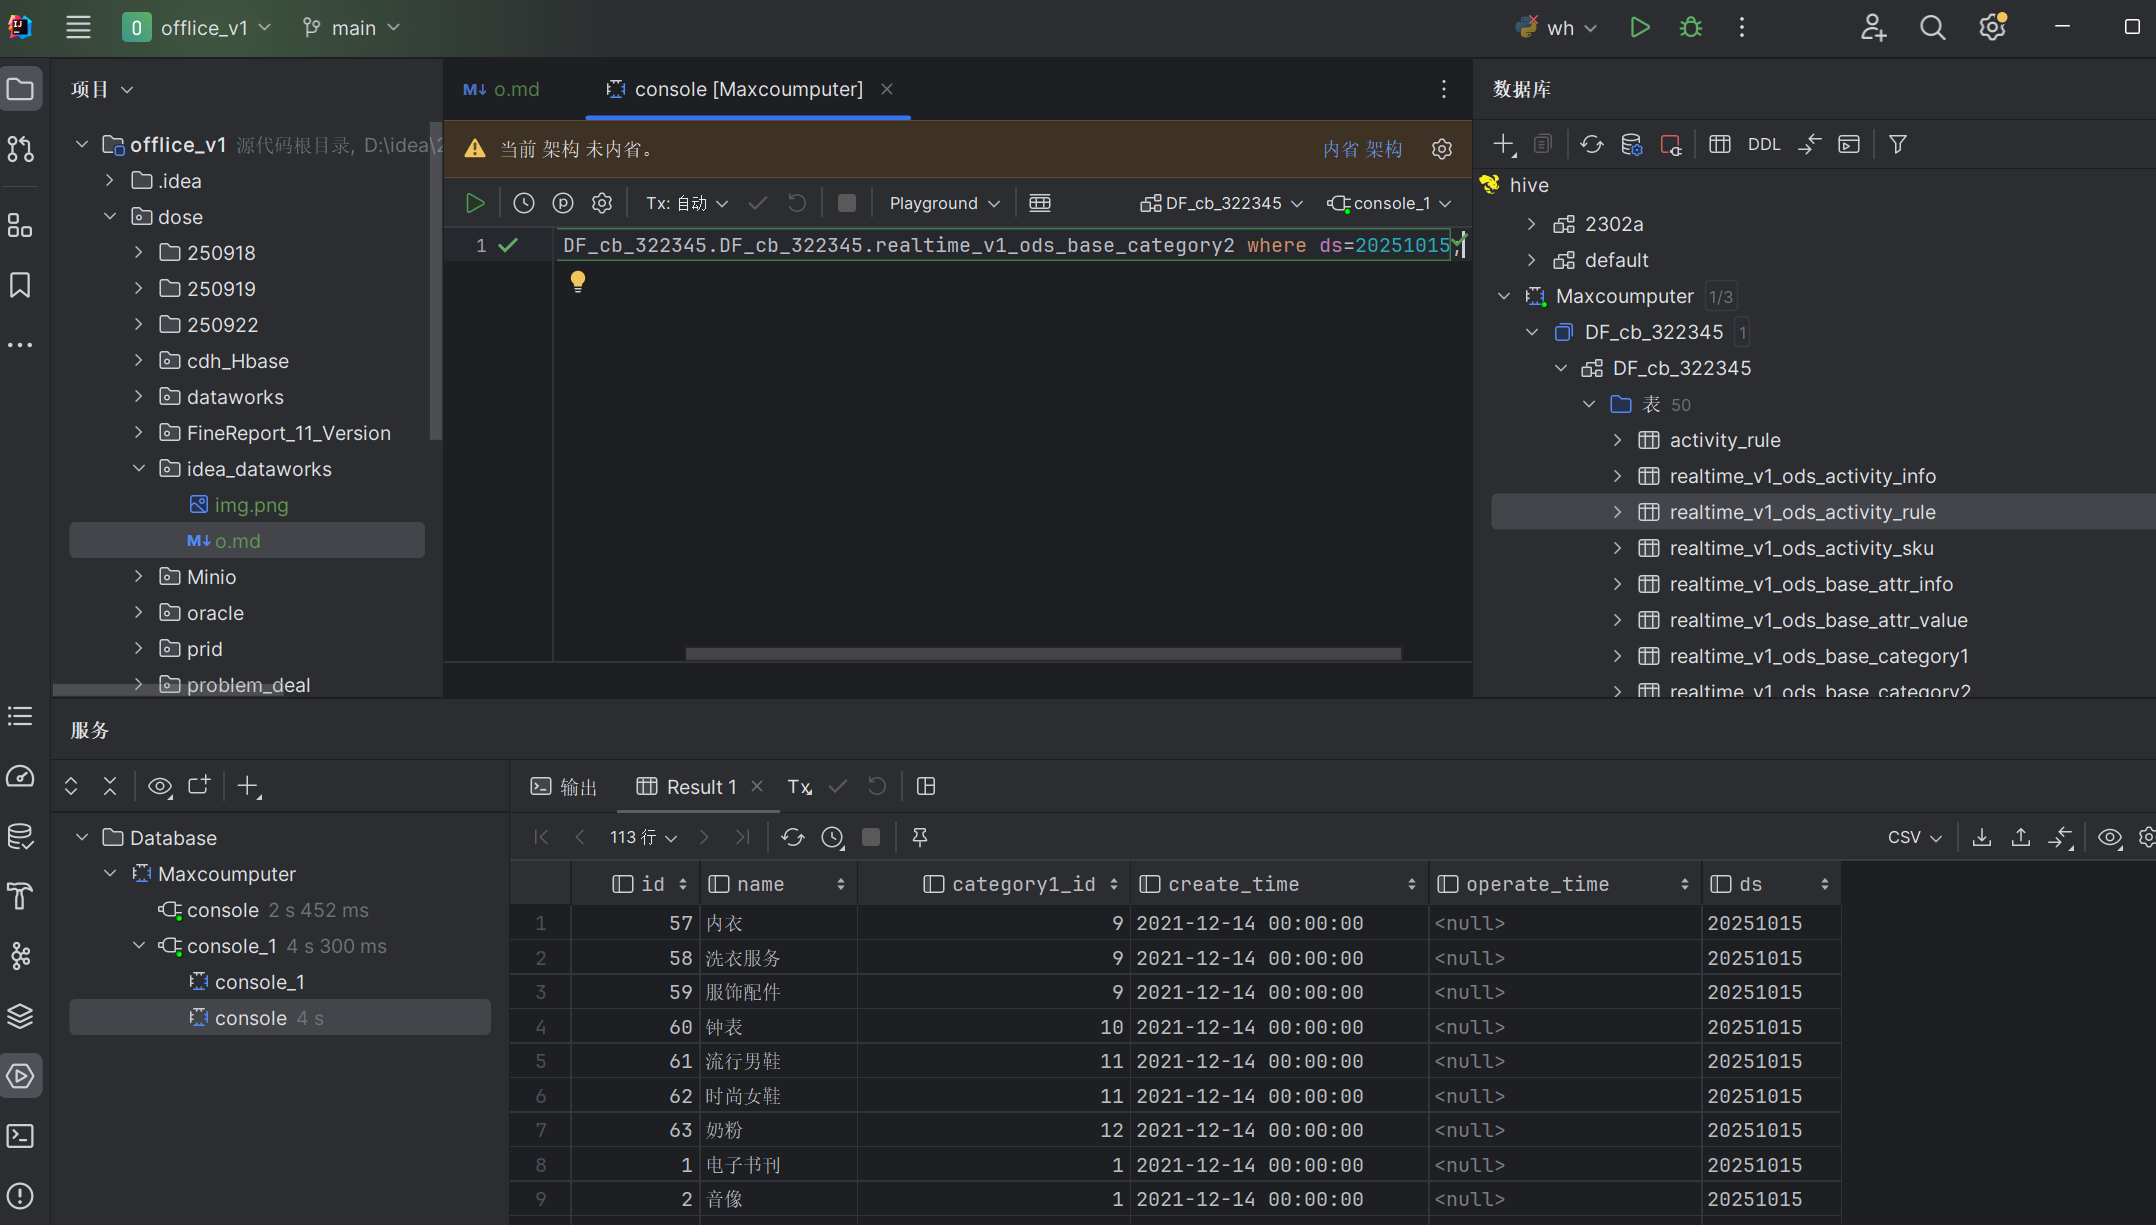 offlice_v1
main
wh
项目
offlice_v1 源代码根目录, D:\idea\2
.idea
dose
250918
250919
250922
cdh_Hbase
dataworks
FineReport_11_Version
idea_dataworks
img.png
M↓ o.md
Minio
oracle
prid
problem_deal
M↓ o.md
console [Maxcoumputer]
当前 架构 未内省。
内省 架构
Tx: 自动
Playground
DF_cb_322345
console_1
1
DF_cb_322345.DF_cb_322345.realtime_v1_ods_base_category2 where ds=20251015;
数据库
DDL
hive
2302a
default
Maxcoumputer 1/3
DF_cb_322345 1
DF_cb_322345
表 50
activity_rule
realtime_v1_ods_activity_info
realtime_v1_ods_activity_rule
realtime_v1_ods_activity_sku
realtime_v1_ods_base_attr_info
realtime_v1_ods_base_attr_value
realtime_v1_ods_base_category1
realtime_v1_ods_base_category2
服务
Database
Maxcoumputer
console 2 s 452 ms
console_1 4 s 300 ms
console_1
console 4 s
输出
Result 1
Tx
113 行
CSV
id name category1_id create_time operate_time ds
1 57 内衣 9 2021-12-14 00:00:00 <null> 20251015
2 58 洗衣服务 9 2021-12-14 00:00:00 <null> 20251015
3 59 服饰配件 9 2021-12-14 00:00:00 <null> 20251015
4 60 钟表 10 2021-12-14 00:00:00 <null> 20251015
5 61 流行男鞋 11 2021-12-14 00:00:00 <null> 20251015
6 62 时尚女鞋 11 2021-12-14 00:00:00 <null> 20251015
7 63 奶粉 12 2021-12-14 00:00:00 <null> 20251015
8 1 电子书刊 1 2021-12-14 00:00:00 <null> 20251015
9 2 音像 1 2021-12-14 00:00:00 <null> 20251015